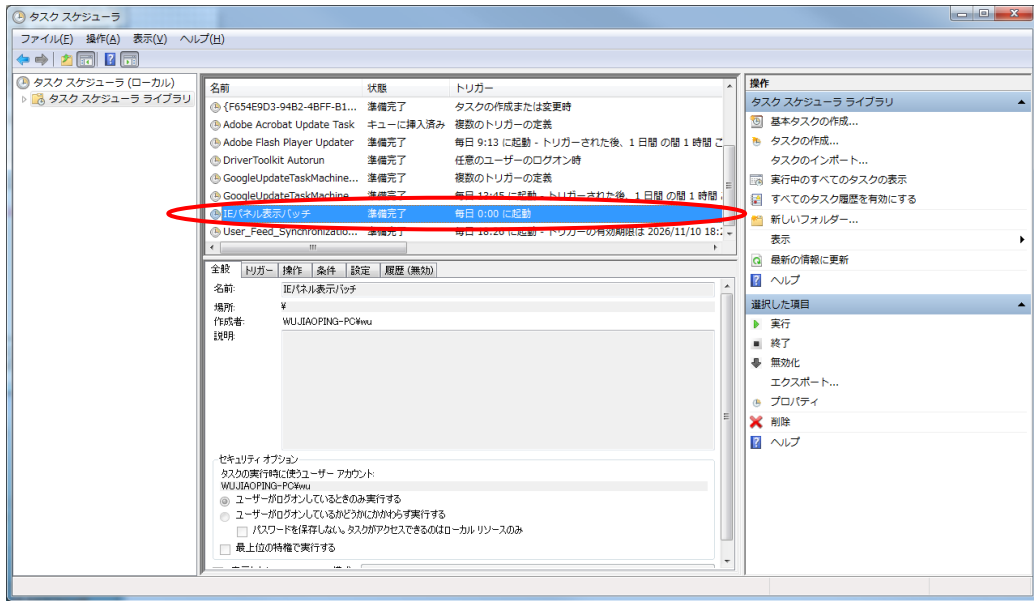 タスク スケジューラ
ファイル(F) 操作(A) 表示(V) ヘルプ(H)
タスク スケジューラ (ローカル)
タスク スケジューラ ライブラリ
名前 状態 トリガー
{F654E9D3-94B2-4BFF-B1... 準備完了 タスクの作成または変更時
Adobe Acrobat Update Task キューに挿入済み 複数のトリガーの定義
Adobe Flash Player Updater 準備完了 毎日 9:13 に起動 - トリガーされた後、1 日間 の間 1 時間 ご
DriverToolkit Autorun 準備完了 任意のユーザーのログオン時
GoogleUpdateTaskMachine... 準備完了 複数のトリガーの定義
GoogleUpdateTaskMachine... 準備完了 毎日 13:45 に起動 - トリガーされた後、1 日間 の間 1 時間
IEパネル表示バッチ 準備完了 毎日 0:00 に起動
User_Feed_Synchronizatio... 準備完了 毎日 18:26 に起動 - トリガーの有効期限は 2026/11/10 18:2
全般 トリガー 操作 条件 設定 履歴 (無効)
名前: IEパネル表示バッチ
場所: ¥
作成者: WUJIAOPING-PC¥wu
説明:
セキュリティ オプション
タスクの実行時に使うユーザー アカウント:
WUJIAOPING-PC¥wu
ユーザーがログオンしているときのみ実行する
ユーザーがログオンしているかどうかにかかわらず実行する
パスワードを保存しない。タスクがアクセスできるのはローカル リソースのみ
最上位の特権で実行する
操作
タスク スケジューラ ライブラリ
基本タスクの作成...
タスクの作成...
タスクのインポート...
実行中のすべてのタスクの表示
すべてのタスク履歴を有効にする
新しいフォルダー...
表示
最新の情報に更新
ヘルプ
選択した項目
実行
終了
無効化
エクスポート...
プロパティ
削除
ヘルプ